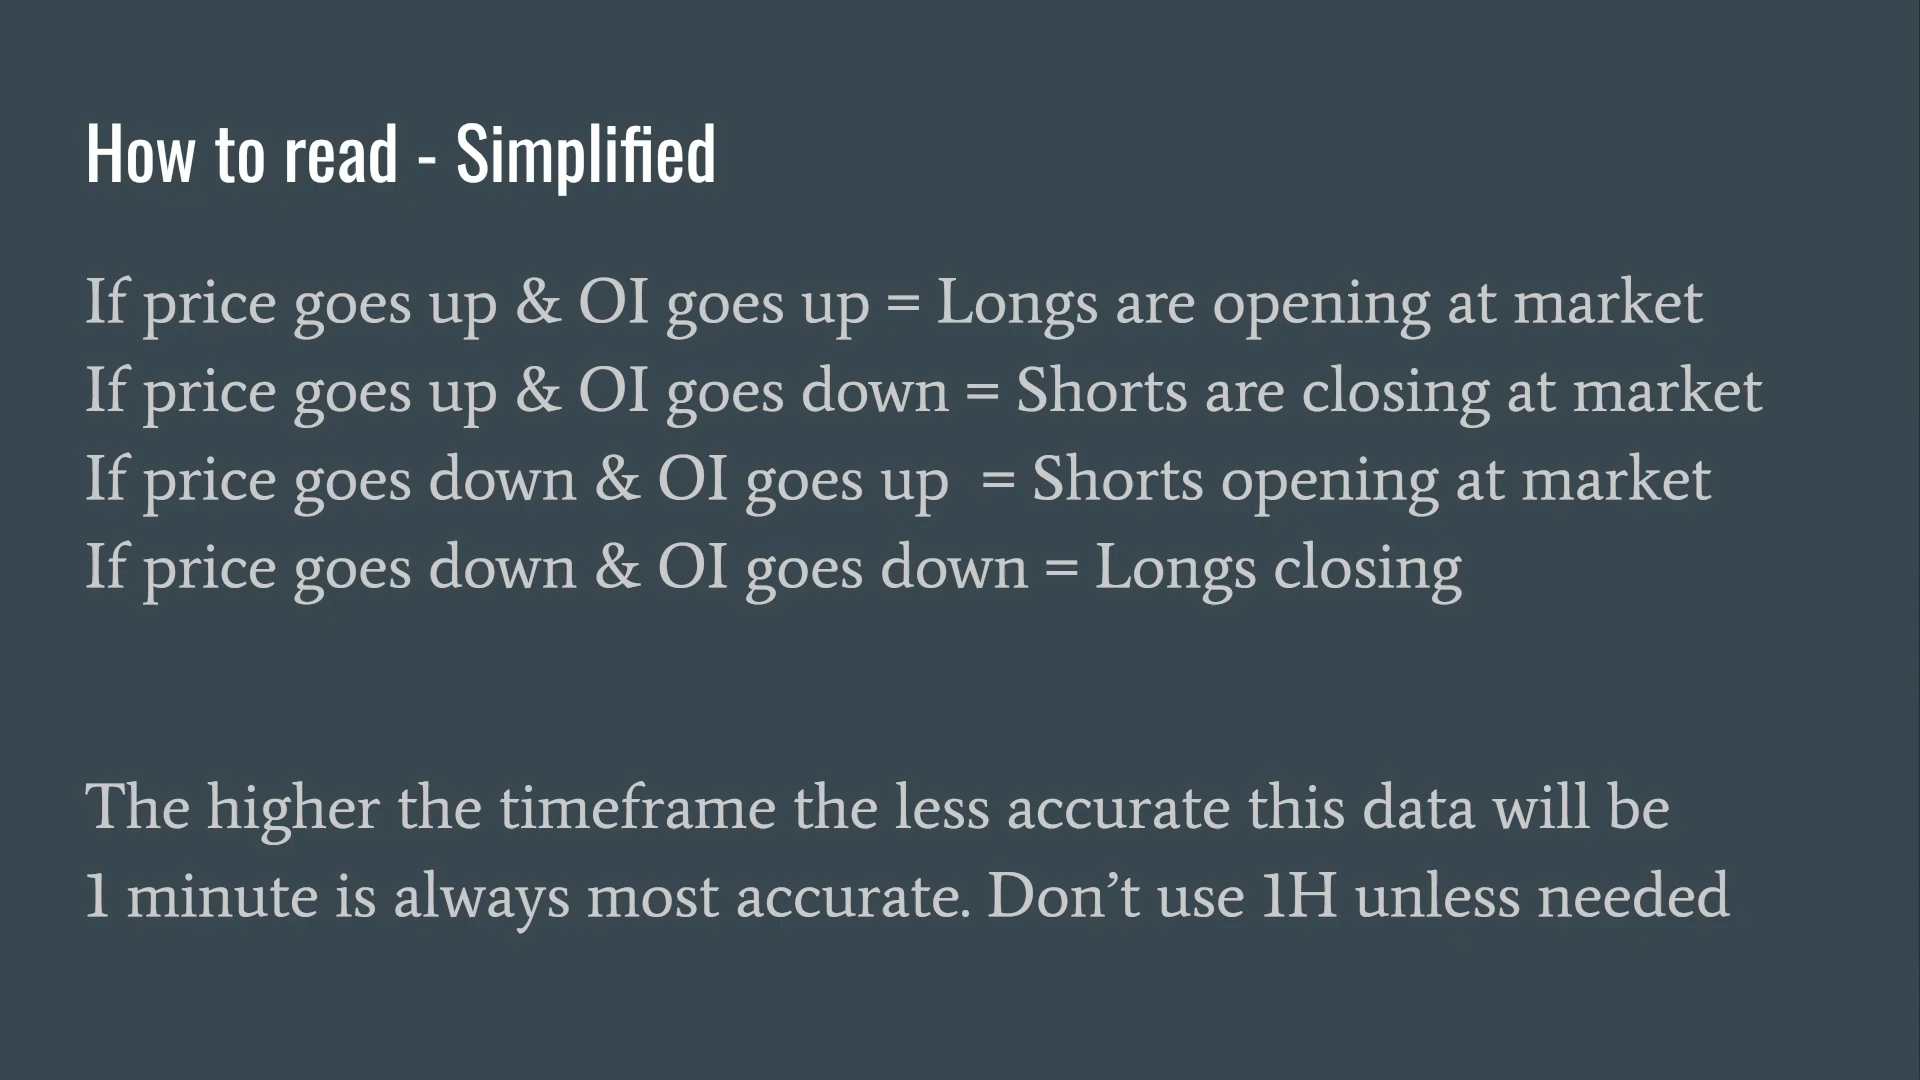 How to read - Simplified
If price goes up & OI goes up = Longs are opening at market
If price goes up & OI goes down = Shorts are closing at market
If price goes down & OI goes up  = Shorts opening at market
If price goes down & OI goes down = Longs closing
The higher the timeframe the less accurate this data will be
1 minute is always most accurate. Don’t use 1H unless needed